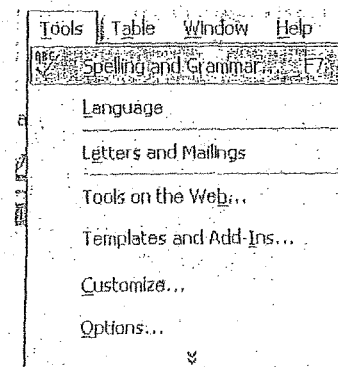 Tools Table Window Help
ABC Spelling and Grammar... F7
Language
Letters and Mailings
Tools on the Web...
Templates and Add-Ins...
Customize...
Options...